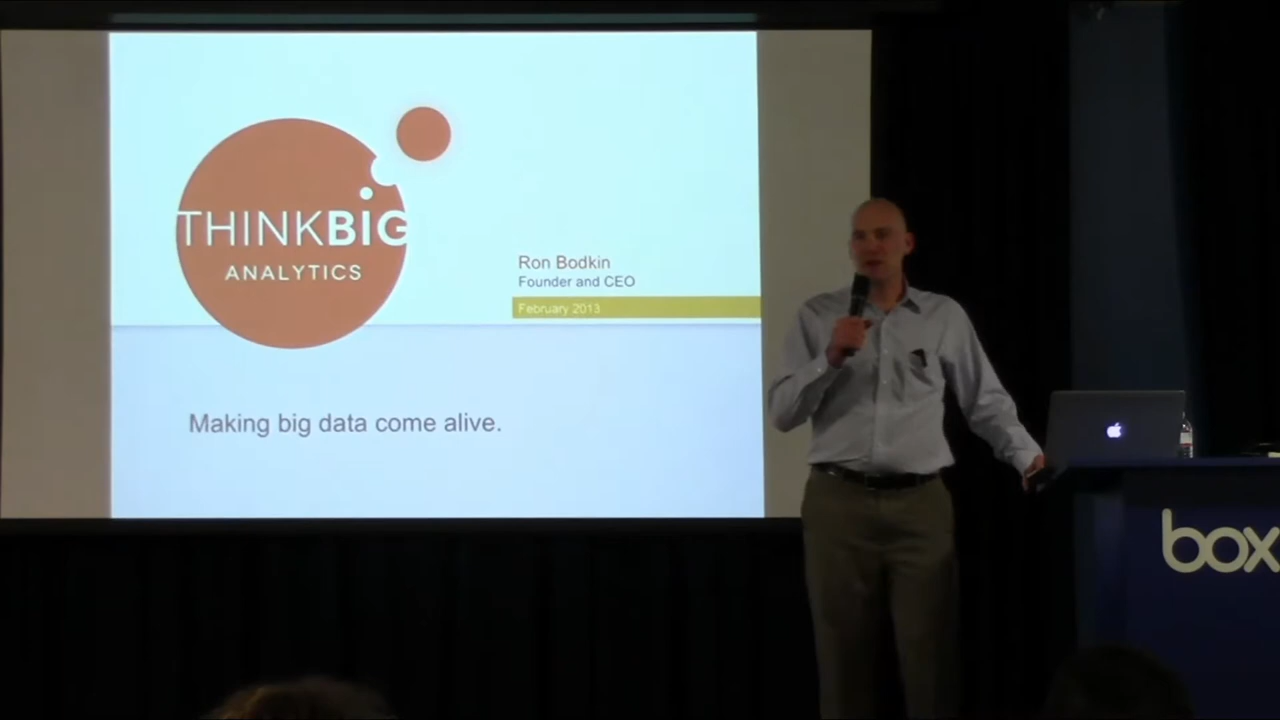 THINKBIG
ANALYTICS
Ron Bodkin
Founder and CEO
February 2013
Making big data come alive.
box